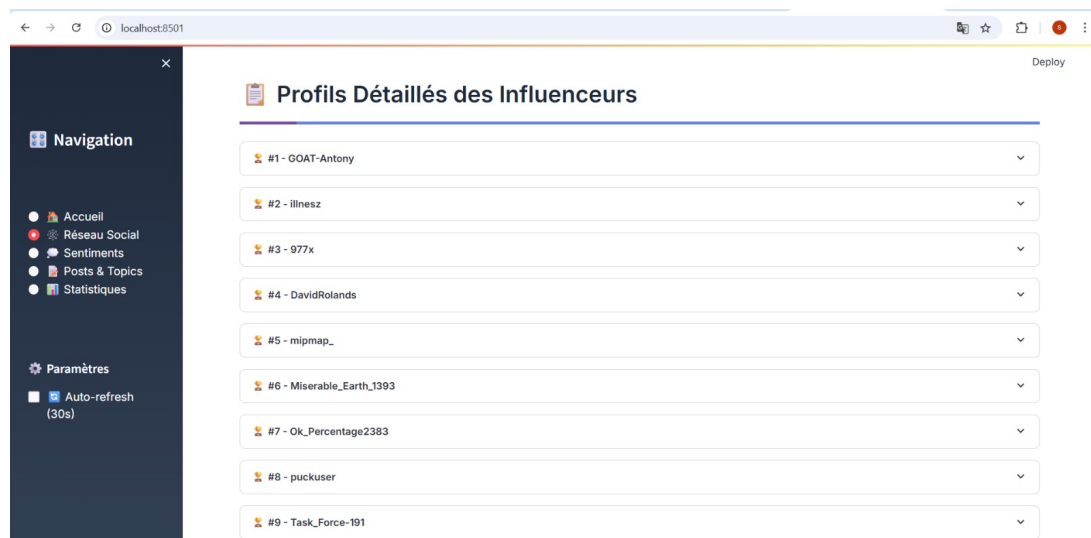 localhost:8501
s
Deploy
Profils Détaillés des Influenceurs
Navigation
Accueil
Réseau Social
Sentiments
Posts & Topics
Statistiques
Paramètres
Auto-refresh
(30s)
#1 - GOAT-Antony
#2 - illnesz
#3 - 977x
#4 - DavidRolands
#5 - mipmap_
#6 - Miserable_Earth_1393
#7 - Ok_Percentage2383
#8 - puckuser
#9 - Task_Force-191